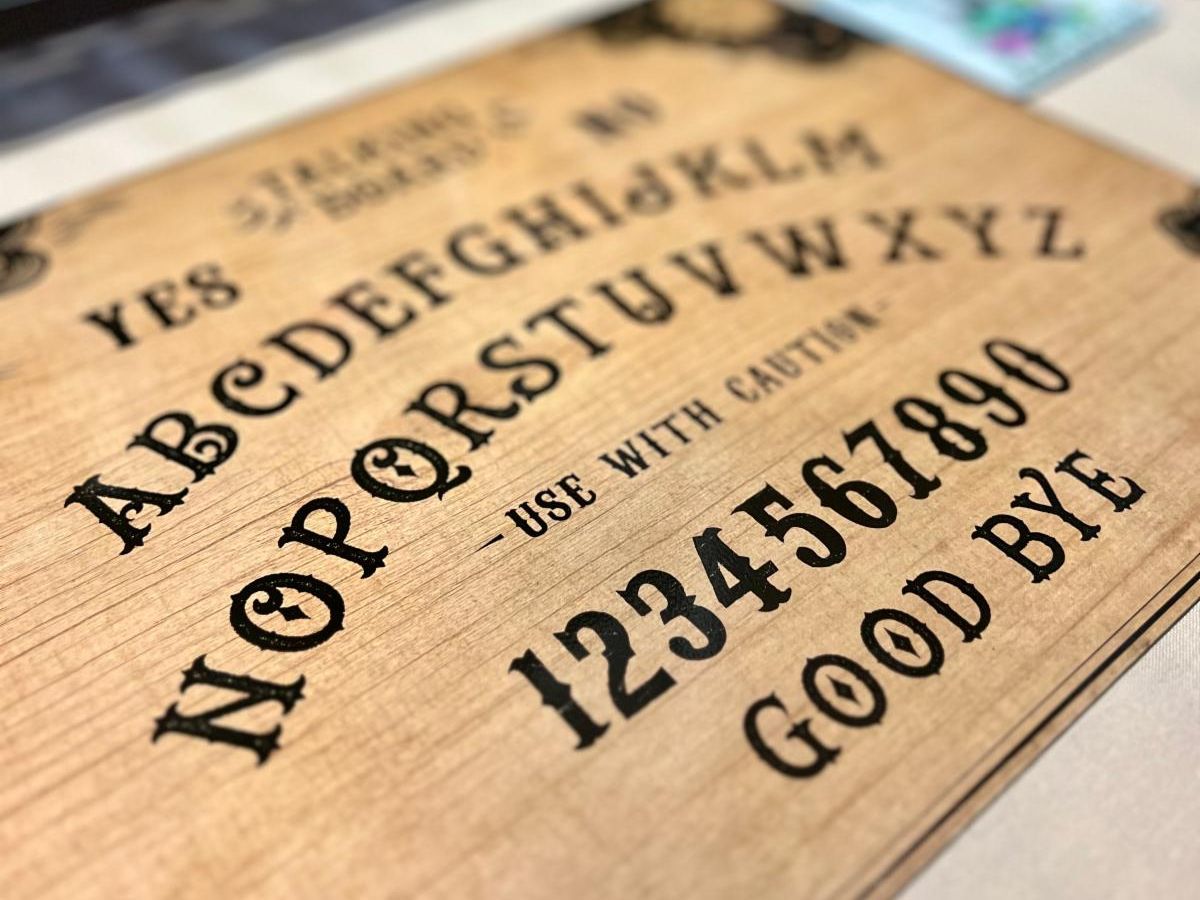 TALKING
BOARD
YES NO
ABCDEFGHIJKLM
NOPQRSTUVWXYZ
-USE WITH CAUTION-
1234567890
GOOD BYE